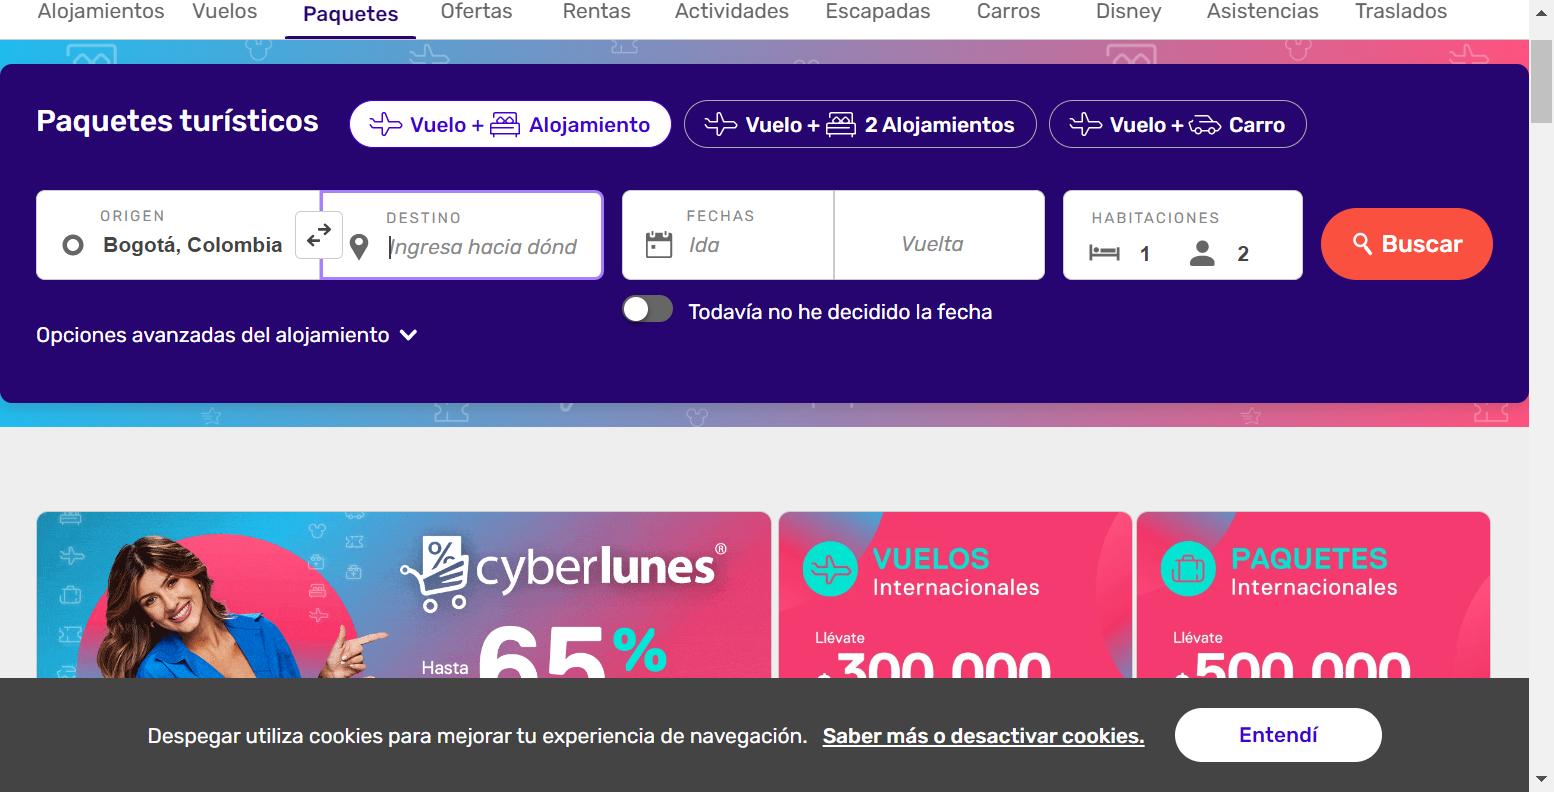 Alojamientos Vuelos Paquetes Ofertas Rentas Actividades Escapadas Carros Disney Asistencias Traslados
Paquetes turísticos
Vuelo + Alojamiento
Vuelo + 2 Alojamientos
Vuelo + Carro
ORIGEN
Bogotá, Colombia
DESTINO
Ingresa hacia dónd
FECHAS
Ida
Vuelta
HABITACIONES
1 2
Buscar
Todavía no he decidido la fecha
Opciones avanzadas del alojamiento
cyberlunes®
Hasta 65%
VUELOS
Internacionales
Llévate
$300.000
PAQUETES
Internacionales
Llévate
$500.000
Despegar utiliza cookies para mejorar tu experiencia de navegación. Saber más o desactivar cookies.
Entendí